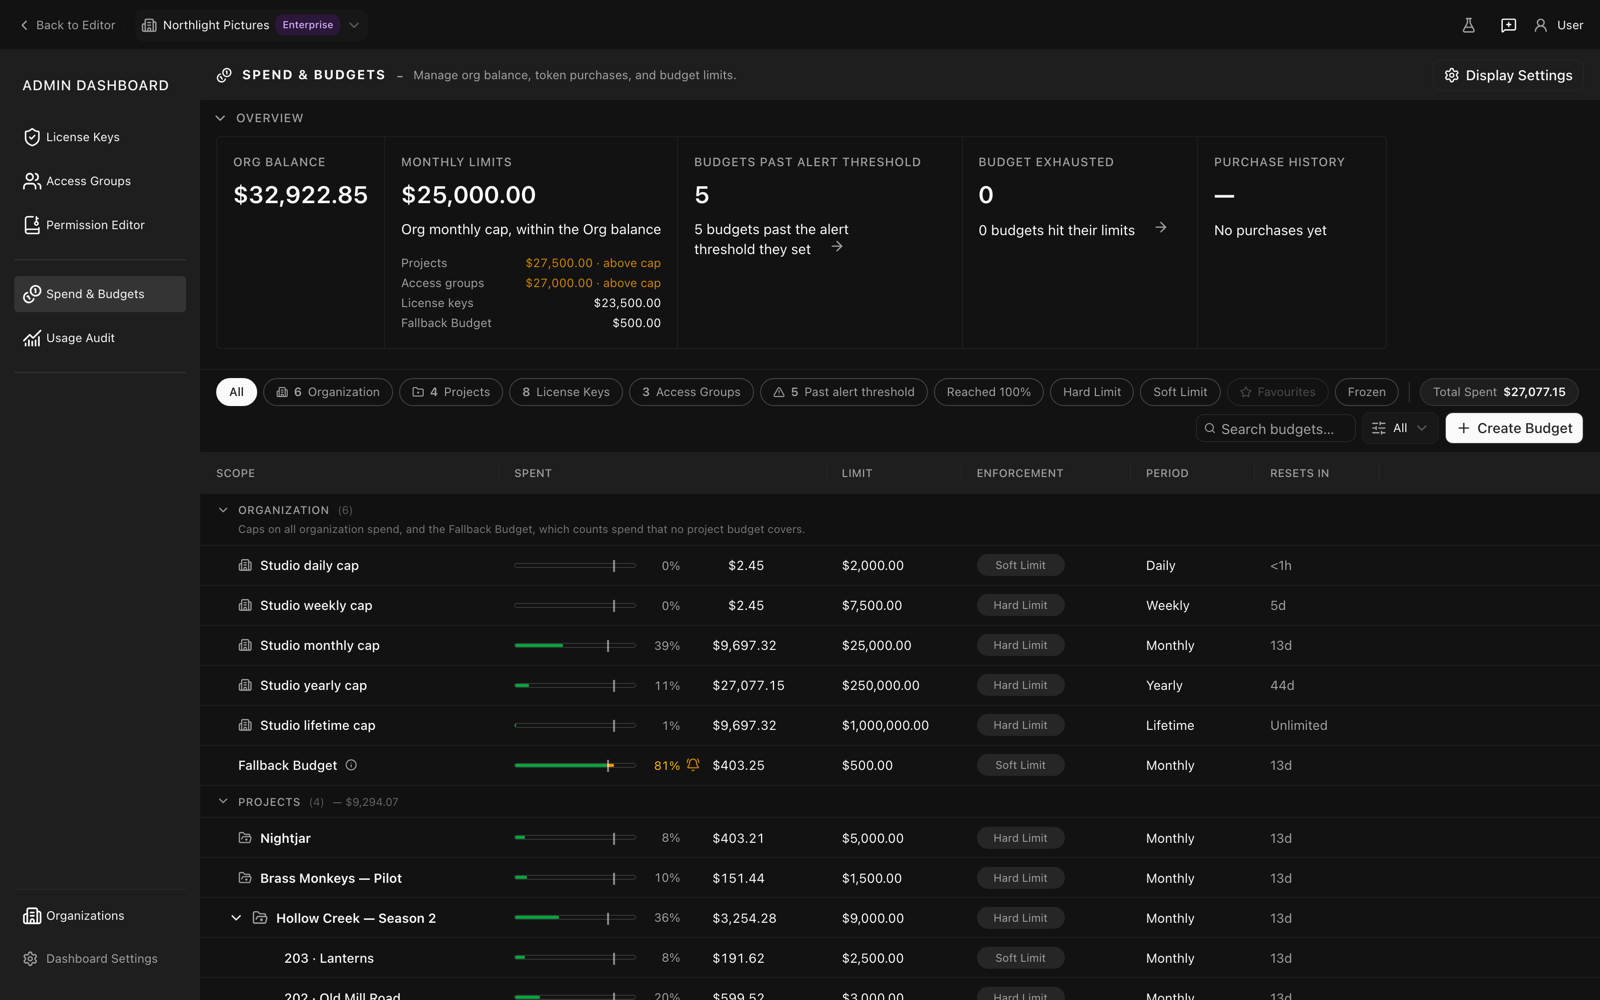 Back to Editor
Northlight Pictures Enterprise
User
ADMIN DASHBOARD
License Keys
Access Groups
Permission Editor
Spend & Budgets
Usage Audit
Organizations
Dashboard Settings
SPEND & BUDGETS – Manage org balance, token purchases, and budget limits.
Display Settings
OVERVIEW
ORG BALANCE
$32,922.85
MONTHLY LIMITS
$25,000.00
Org monthly cap, within the Org balance
Projects $27,500.00 · above cap
Access groups $27,000.00 · above cap
License keys $23,500.00
Fallback Budget $500.00
BUDGETS PAST ALERT THRESHOLD
5
5 budgets past the alert
threshold they set
BUDGET EXHAUSTED
0
0 budgets hit their limits
PURCHASE HISTORY
—
No purchases yet
All 6 Organization 4 Projects 8 License Keys 3 Access Groups 5 Past alert threshold Reached 100% Hard Limit Soft Limit Favourites Frozen Total Spent $27,077.15
Search budgets... All Create Budget
SCOPE SPENT LIMIT ENFORCEMENT PERIOD RESETS IN
ORGANIZATION (6)
Caps on all organization spend, and the Fallback Budget, which counts spend that no project budget covers.
Studio daily cap 0% $2.45 $2,000.00 Soft Limit Daily <1h
Studio weekly cap 0% $2.45 $7,500.00 Hard Limit Weekly 5d
Studio monthly cap 39% $9,697.32 $25,000.00 Hard Limit Monthly 13d
Studio yearly cap 11% $27,077.15 $250,000.00 Hard Limit Yearly 44d
Studio lifetime cap 1% $9,697.32 $1,000,000.00 Hard Limit Lifetime Unlimited
Fallback Budget 81% $403.25 $500.00 Soft Limit Monthly 13d
PROJECTS (4) — $9,294.07
Nightjar 8% $403.21 $5,000.00 Hard Limit Monthly 13d
Brass Monkeys — Pilot 10% $151.44 $1,500.00 Hard Limit Monthly 13d
Hollow Creek — Season 2 36% $3,254.28 $9,000.00 Hard Limit Monthly 13d
203 · Lanterns 8% $191.62 $2,500.00 Soft Limit Monthly 13d
202 · Old Mill Road 20% $599.52 $3,000.00 Hard Limit Monthly 13d